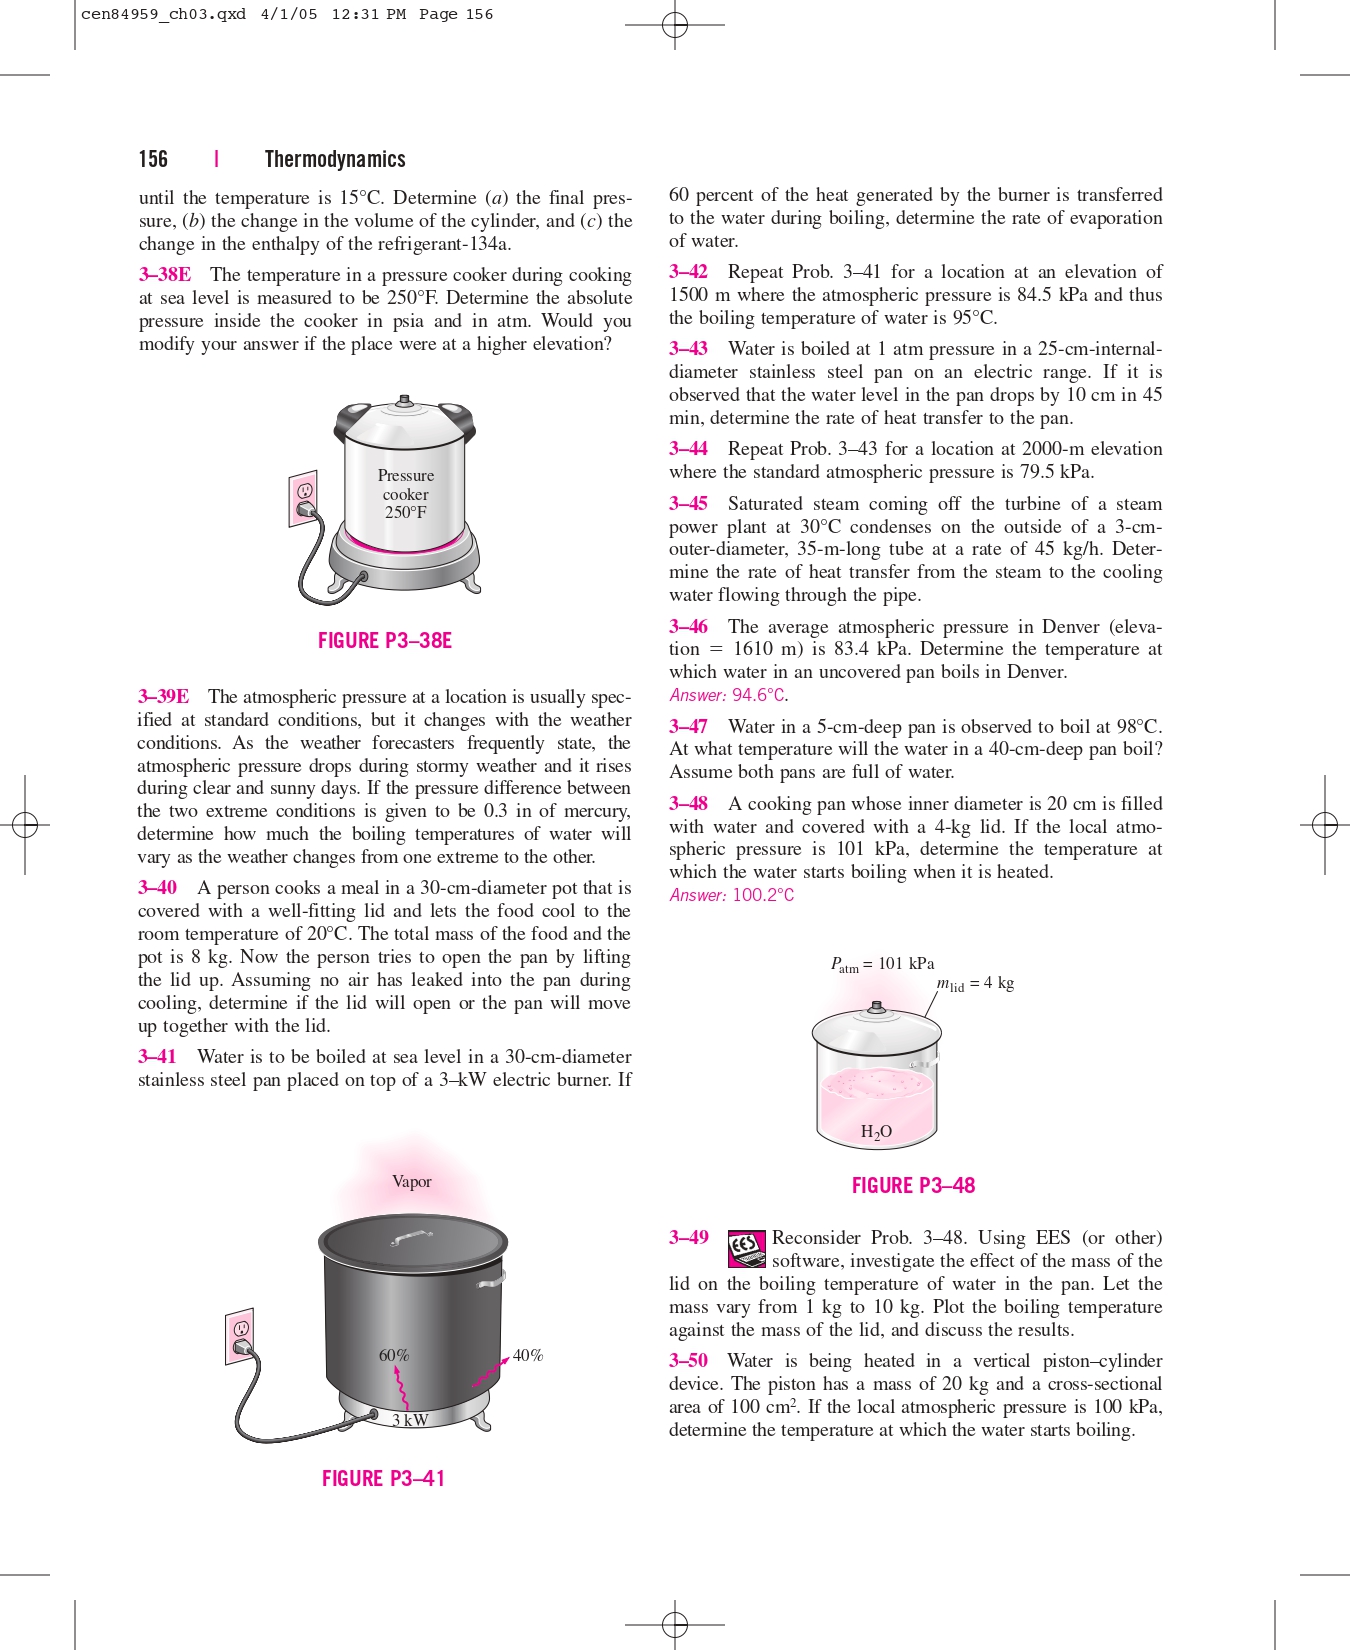 cen84959_ch03.qxd 4/1/05 12:31 PM Page 156
156 | Thermodynamics
until the temperature is 15°C. Determine (a) the final pres-
sure, (b) the change in the volume of the cylinder, and (c) the
change in the enthalpy of the refrigerant-134a.
3–38E The temperature in a pressure cooker during cooking
at sea level is measured to be 250°F. Determine the absolute
pressure inside the cooker in psia and in atm. Would you
modify your answer if the place were at a higher elevation?
Pressure
cooker
250°F
FIGURE P3–38E
3–39E The atmospheric pressure at a location is usually spec-
ified at standard conditions, but it changes with the weather
conditions. As the weather forecasters frequently state, the
atmospheric pressure drops during stormy weather and it rises
during clear and sunny days. If the pressure difference between
the two extreme conditions is given to be 0.3 in of mercury,
determine how much the boiling temperatures of water will
vary as the weather changes from one extreme to the other.
3–40 A person cooks a meal in a 30-cm-diameter pot that is
covered with a well-fitting lid and lets the food cool to the
room temperature of 20°C. The total mass of the food and the
pot is 8 kg. Now the person tries to open the pan by lifting
the lid up. Assuming no air has leaked into the pan during
cooling, determine if the lid will open or the pan will move
up together with the lid.
3–41 Water is to be boiled at sea level in a 30-cm-diameter
stainless steel pan placed on top of a 3–kW electric burner. If
Vapor
60%
40%
3 kW
FIGURE P3–41
60 percent of the heat generated by the burner is transferred
to the water during boiling, determine the rate of evaporation
of water.
3–42 Repeat Prob. 3–41 for a location at an elevation of
1500 m where the atmospheric pressure is 84.5 kPa and thus
the boiling temperature of water is 95°C.
3–43 Water is boiled at 1 atm pressure in a 25-cm-internal-
diameter stainless steel pan on an electric range. If it is
observed that the water level in the pan drops by 10 cm in 45
min, determine the rate of heat transfer to the pan.
3–44 Repeat Prob. 3–43 for a location at 2000-m elevation
where the standard atmospheric pressure is 79.5 kPa.
3–45 Saturated steam coming off the turbine of a steam
power plant at 30°C condenses on the outside of a 3-cm-
outer-diameter, 35-m-long tube at a rate of 45 kg/h. Deter-
mine the rate of heat transfer from the steam to the cooling
water flowing through the pipe.
3–46 The average atmospheric pressure in Denver (eleva-
tion = 1610 m) is 83.4 kPa. Determine the temperature at
which water in an uncovered pan boils in Denver.
Answer: 94.6°C.
3–47 Water in a 5-cm-deep pan is observed to boil at 98°C.
At what temperature will the water in a 40-cm-deep pan boil?
Assume both pans are full of water.
3–48 A cooking pan whose inner diameter is 20 cm is filled
with water and covered with a 4-kg lid. If the local atmo-
spheric pressure is 101 kPa, determine the temperature at
which the water starts boiling when it is heated.
Answer: 100.2°C
Patm = 101 kPa
mlid = 4 kg
H₂O
FIGURE P3–48
3–49 EES Reconsider Prob. 3–48. Using EES (or other)
software, investigate the effect of the mass of the
lid on the boiling temperature of water in the pan. Let the
mass vary from 1 kg to 10 kg. Plot the boiling temperature
against the mass of the lid, and discuss the results.
3–50 Water is being heated in a vertical piston–cylinder
device. The piston has a mass of 20 kg and a cross-sectional
area of 100 cm². If the local atmospheric pressure is 100 kPa,
determine the temperature at which the water starts boiling.